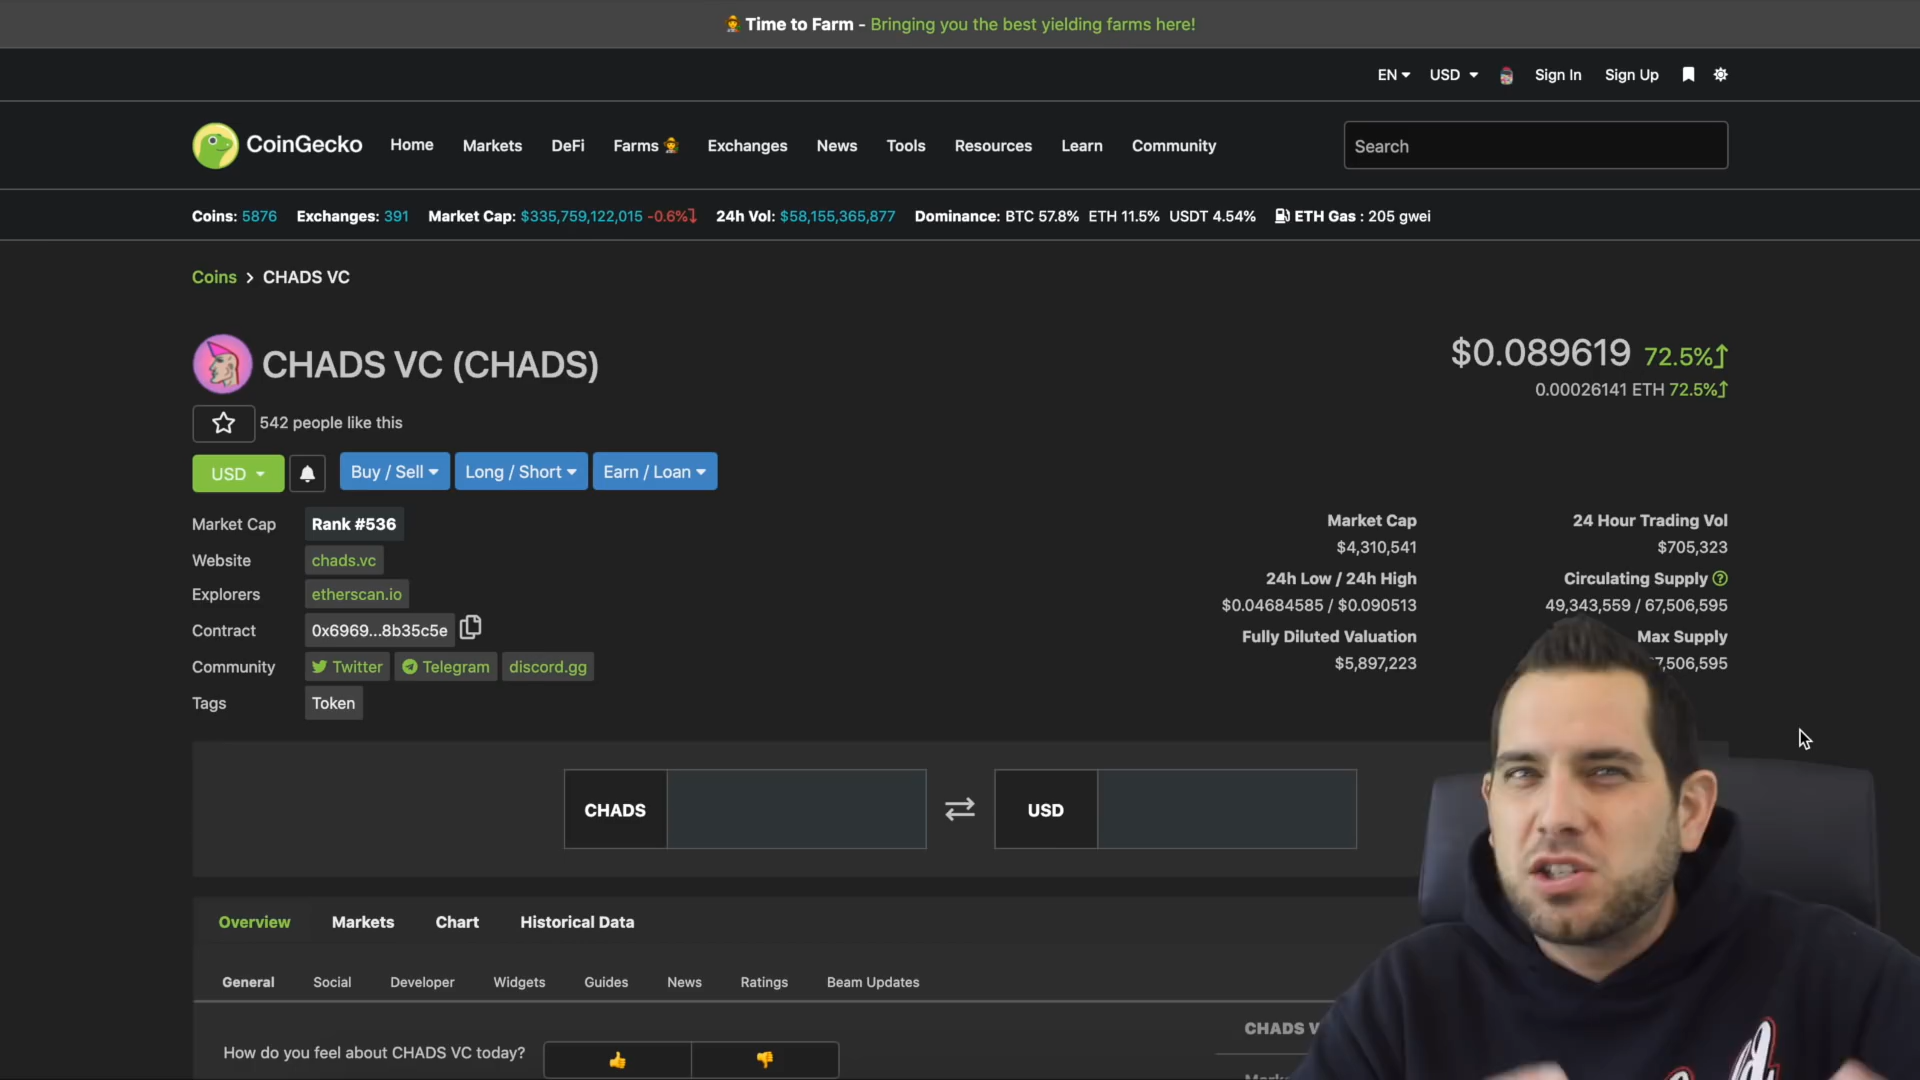 Time to Farm - Bringing you the best yielding farms here!
EN USD Sign In Sign Up
CoinGecko Home Markets DeFi Farms Exchanges News Tools Resources Learn Community Search
Coins: 5876 Exchanges: 391 Market Cap: $335,759,122,015 -0.6% 24h Vol: $58,155,365,877 Dominance: BTC 57.8% ETH 11.5% USDT 4.54% ETH Gas : 205 gwei
Coins > CHADS VC
CHADS VC (CHADS)
$0.089619 72.5%
0.00026141 ETH 72.5%
542 people like this
USD Buy / Sell Long / Short Earn / Loan
Market Cap Rank #536
Website chads.vc
Explorers etherscan.io
Contract 0x6969...8b35c5e
Community Twitter Telegram discord.gg
Tags Token
Market Cap 24 Hour Trading Vol
$4,310,541 $705,323
24h Low / 24h High Circulating Supply
$0.04684585 / $0.090513 49,343,559 / 67,506,595
Fully Diluted Valuation Max Supply
$5,897,223 7,506,595
CHADS USD
Overview Markets Chart Historical Data
General Social Developer Widgets Guides News Ratings Beam Updates
CHADS V
How do you feel about CHADS VC today?